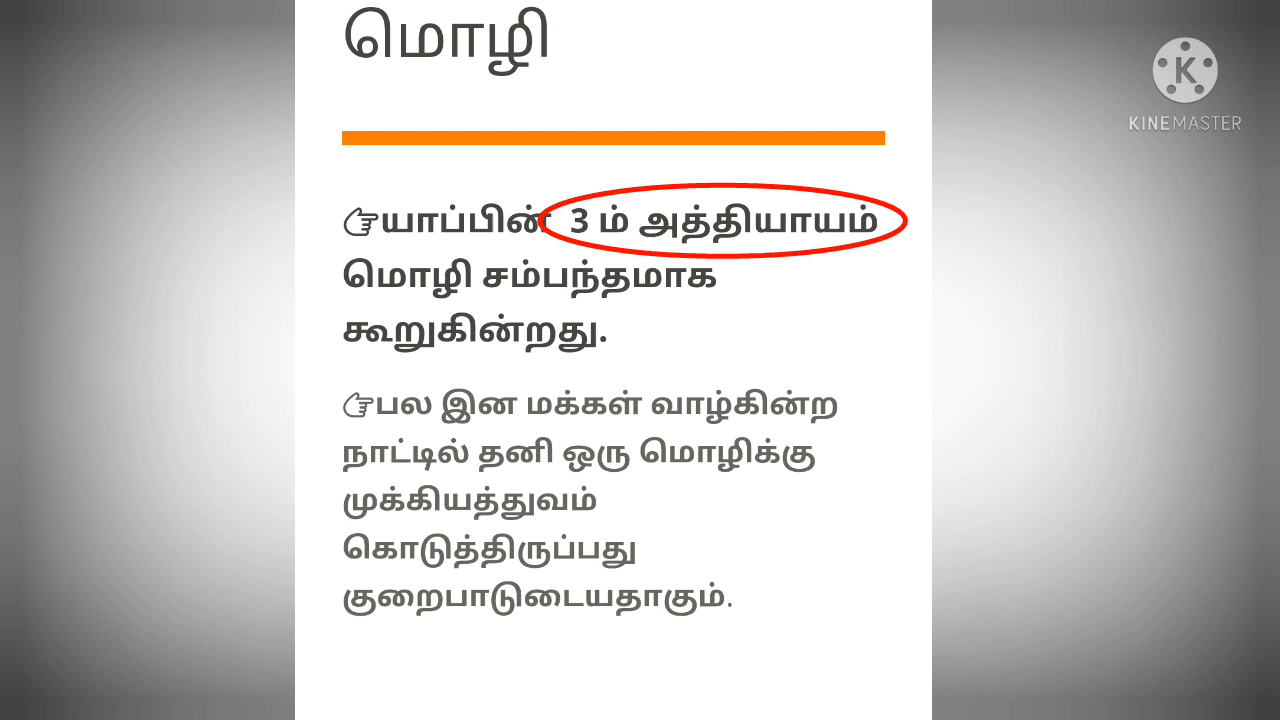 மொழி
KINEMASTER
👉யாப்பின் 3 ம் அத்தியாயம்
மொழி சம்பந்தமாக
கூறுகின்றது.
👉பல இன மக்கள் வாழ்கின்ற
நாட்டில் தனி ஒரு மொழிக்கு
முக்கியத்துவம்
கொடுத்திருப்பது
குறைபாடுடையதாகும்.